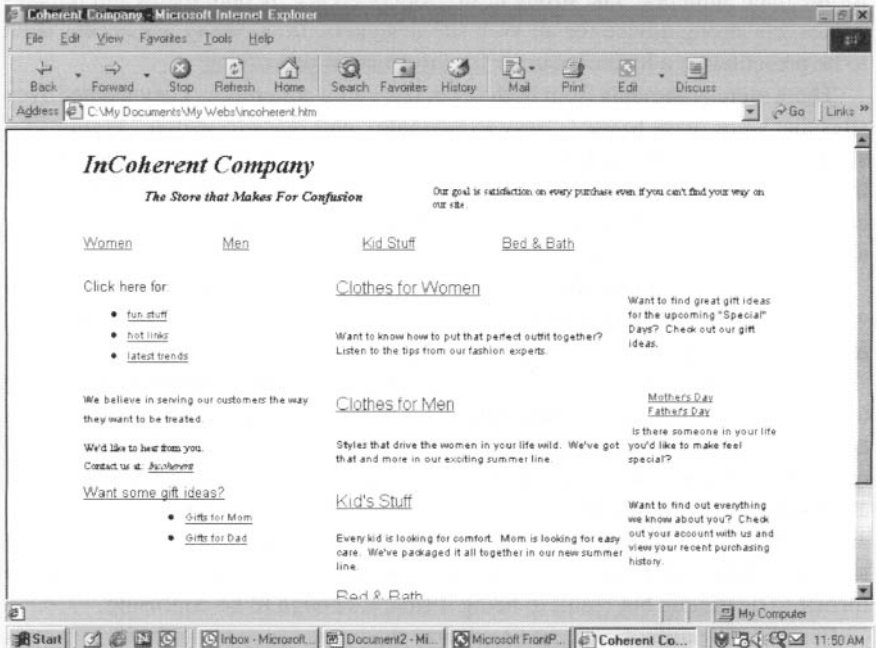 Coherent Company - Microsoft Internet Explorer
File Edit View Favorites Tools Help
Back Forward Stop Refresh Home Search Favorites History Mail Print Edit Discuss
Address C:\My Documents\My Webs\incoherent.htm Go Links »
InCoherent Company
The Store that Makes For Confusion
Our goal is satisfaction on every purchase even if you can't find your way on
our site.
Women Men Kid Stuff Bed & Bath
Click here for:
• fun stuff
• hot links
• latest trends
We believe in serving our customers the way
they want to be treated.
We'd like to hear from you.
Contact us at: Incoherent
Want some gift ideas?
• Gifts for Mom
• Gifts for Dad
Clothes for Women
Want to know how to put that perfect outfit together?
Listen to the tips from our fashion experts.
Clothes for Men
Styles that drive the women in your life wild. We've got
that and more in our exciting summer line.
Kid's Stuff
Every kid is looking for comfort. Mom is looking for easy
care. We've packaged it all together in our new summer
line.
Bed & Bath
Want to find great gift ideas
for the upcoming "Special"
Days? Check out our gift
ideas.
Mother's Day
Father's Day
Is there someone in your life
you'd like to make feel
special?
Want to find out everything
we know about you? Check
out your account with us and
view your recent purchasing
history.
My Computer
Start Inbox - Microsoft... Document2 - Mi... Microsoft FrontP... Coherent Co... 11:50 AM